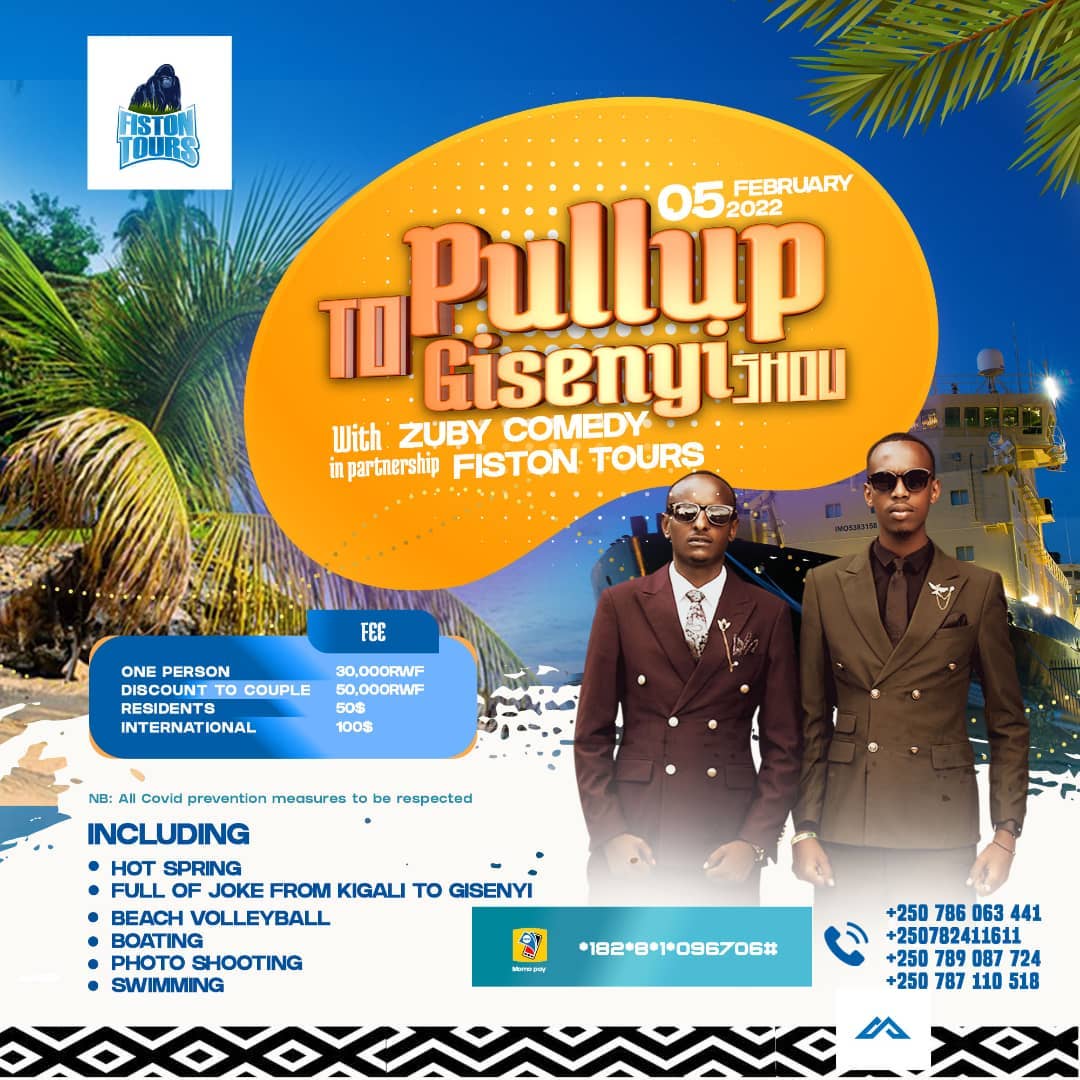 FISTON
TOURS
05 FEBRUARY
2022
TO Pullup
Gisenyi SHOW
With ZUBY COMEDY
in partnership FISTON TOURS
IMO5383158
FEE
ONE PERSON 30,000RWF
DISCOUNT TO COUPLE 50,000RWF
RESIDENTS 50$
INTERNATIONAL 100$
NB: All Covid prevention measures to be respected
INCLUDING
• HOT SPRING
• FULL OF JOKE FROM KIGALI TO GISENYI
• BEACH VOLLEYBALL
• BOATING
• PHOTO SHOOTING
• SWIMMING
Momo pay
*182*8*1*096706#
+250 786 063 441
+250782411611
+250 789 087 724
+250 787 110 518